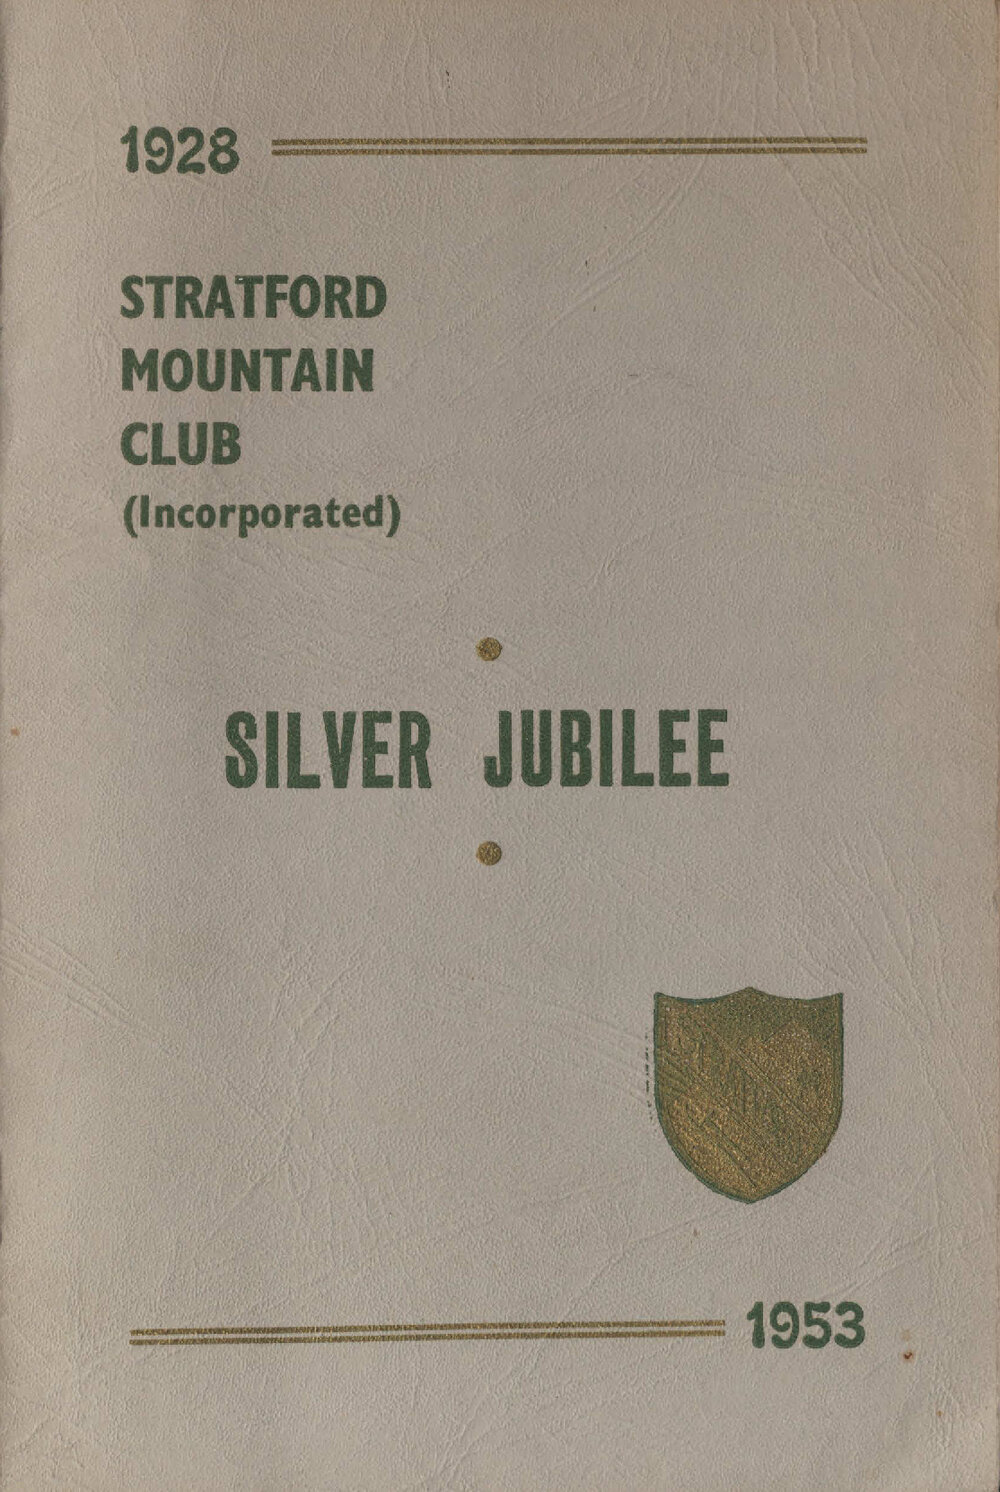 1928
STRATFORD
MOUNTAIN
CLUB
(Incorporated)
SILVER JUBILEE
1953